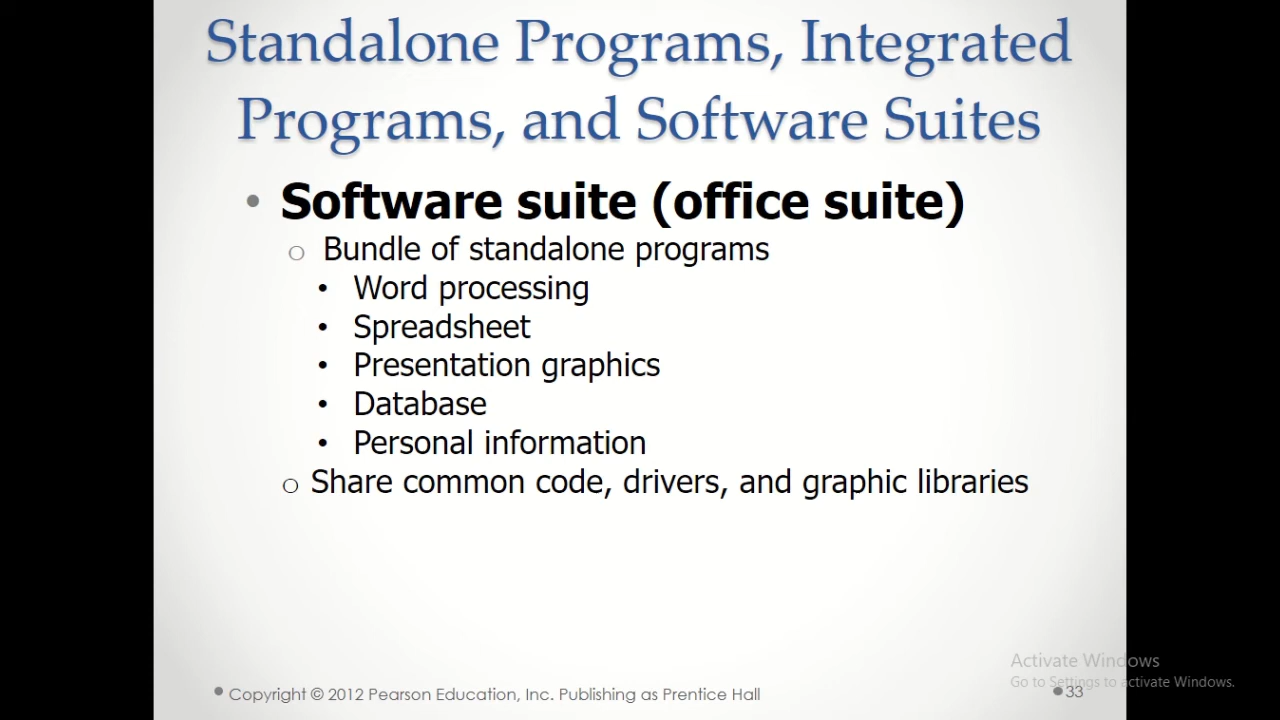 Standalone Programs, Integrated
Programs, and Software Suites
• Software suite (office suite)
o Bundle of standalone programs
• Word processing
• Spreadsheet
• Presentation graphics
• Database
• Personal information
o Share common code, drivers, and graphic libraries
Activate Windows
Go to Settings to activate Windows.
• Copyright © 2012 Pearson Education, Inc. Publishing as Prentice Hall
• 33